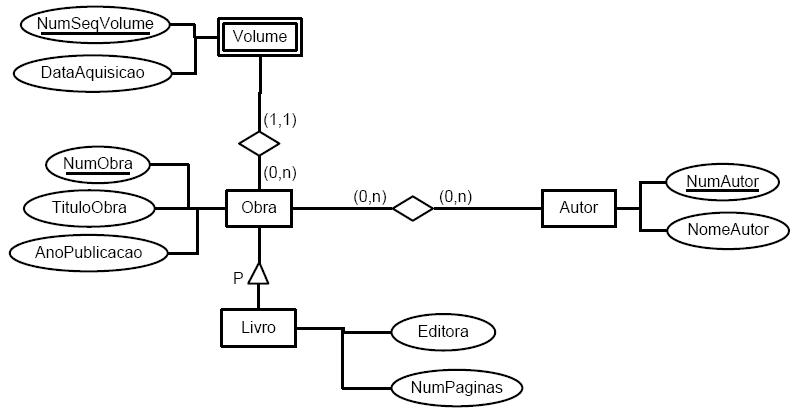 NumSeqVolume
Volume
DataAquisicao
(1,1)
NumObra
(0,n)
TituloObra
Obra
(0,n)
(0,n)
Autor
NumAutor
AnoPublicacao
NomeAutor
P
Livro
Editora
NumPaginas